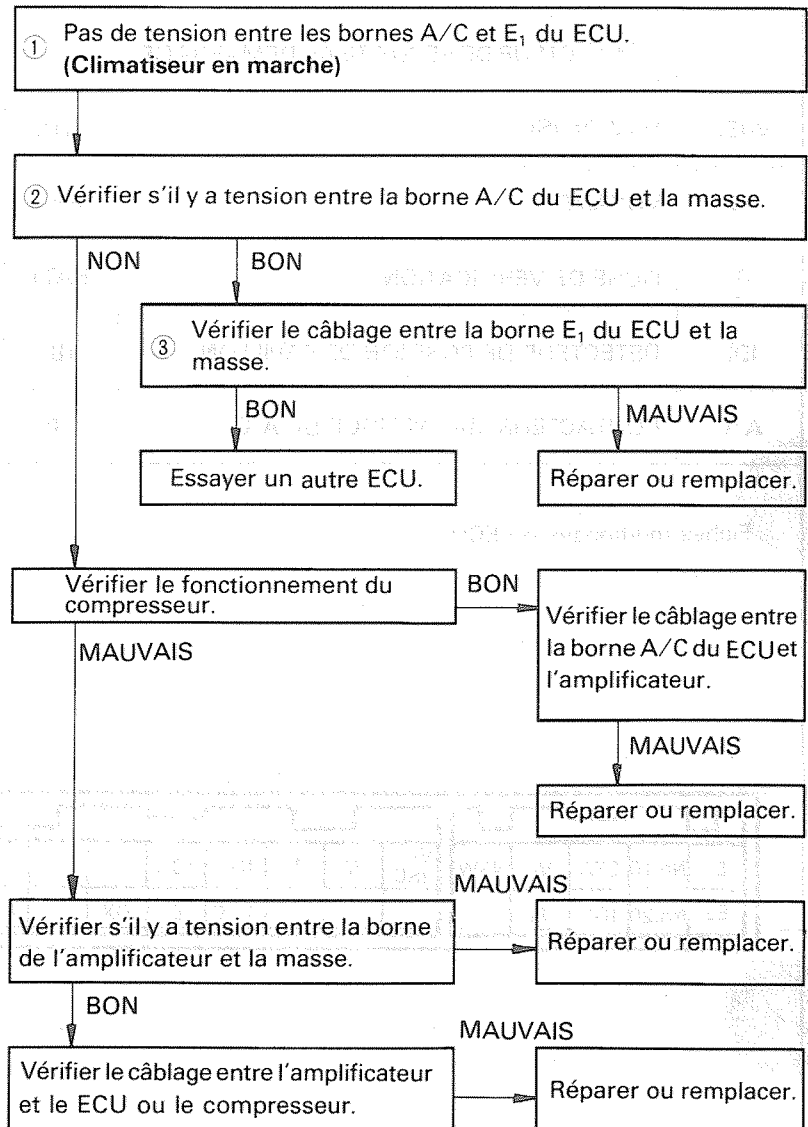 ① Pas de tension entre les bornes A/C et E₁ du ECU.
(Climatiseur en marche)
② Vérifier s'il y a tension entre la borne A/C du ECU et la masse.
NON
BON
③ Vérifier le câblage entre la borne E₁ du ECU et la
masse.
BON
MAUVAIS
Essayer un autre ECU.
Réparer ou remplacer.
Vérifier le fonctionnement du
compresseur.
BON
Vérifier le câblage entre
la borne A/C du ECU et
l'amplificateur.
MAUVAIS
MAUVAIS
Réparer ou remplacer.
Vérifier s'il y a tension entre la borne
de l'amplificateur et la masse.
MAUVAIS
Réparer ou remplacer.
BON
Vérifier le câblage entre l'amplificateur
et le ECU ou le compresseur.
MAUVAIS
Réparer ou remplacer.